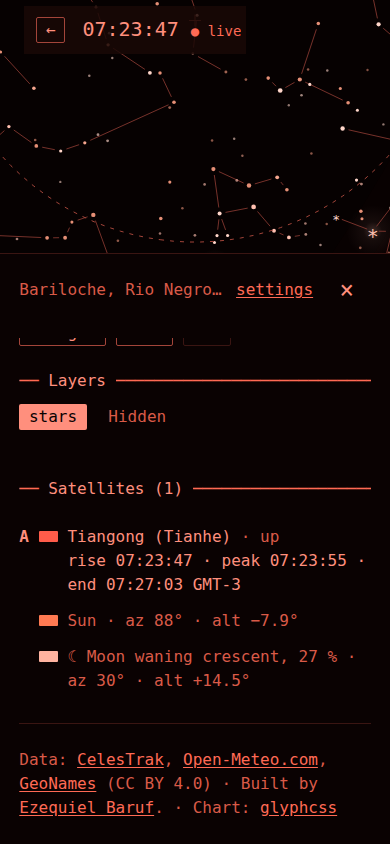 ← 07:23:47 ● live
Bariloche, Rio Negro… settings ×
Layers
stars Hidden
Satellites (1)
A Tiangong (Tianhe) · up
rise 07:23:47 · peak 07:23:55 ·
end 07:27:03 GMT-3
Sun · az 88° · alt −7.9°
☾ Moon waning crescent, 27 % ·
az 30° · alt +14.5°
Data: CelesTrak, Open-Meteo.com,
GeoNames (CC BY 4.0) · Built by
Ezequiel Baruf. · Chart: glyphcss